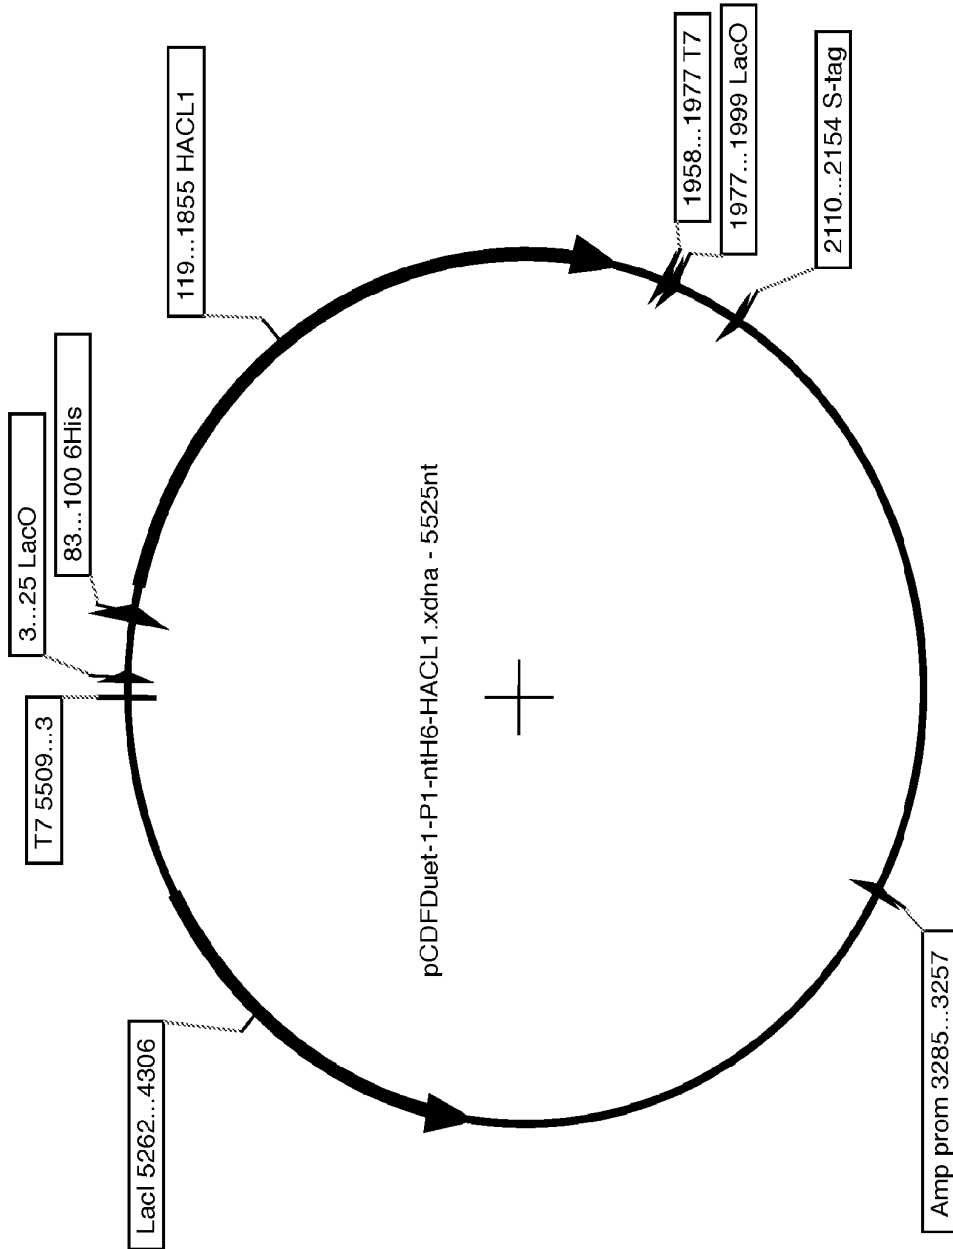 T7 5509...3
3...25 LacO
83...100 6His
119...1855 HACL1
1958...1977 T7
1977...1999 LacO
2110...2154 S-tag
Amp prom 3285...3257
LacI 5262...4306
pCDFDuet-1-P1-ntH6-HACL1.xdna - 5525nt